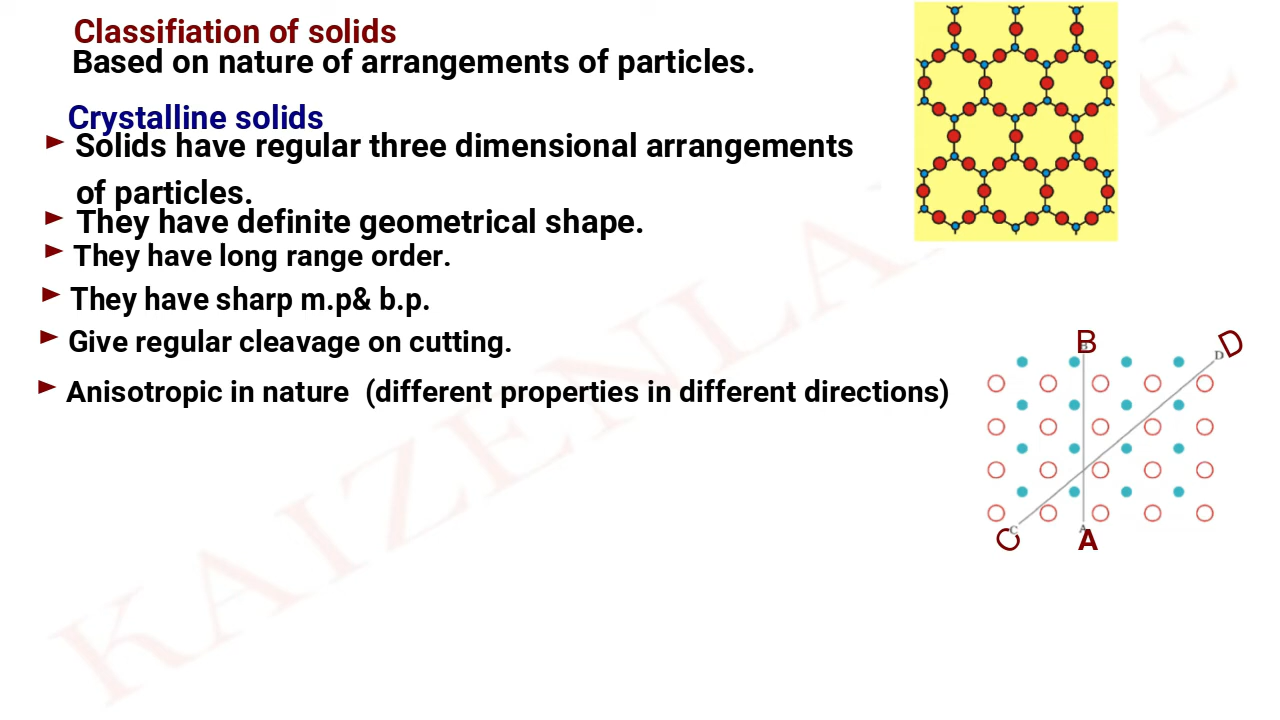 Classifiation of solids
Based on nature of arrangements of particles.
Crystalline solids
► Solids have regular three dimensional arrangements
of particles.
► They have definite geometrical shape.
► They have long range order.
► They have sharp m.p& b.p.
► Give regular cleavage on cutting.
► Anisotropic in nature (different properties in different directions)
B
B
D
D
C
C
A
A